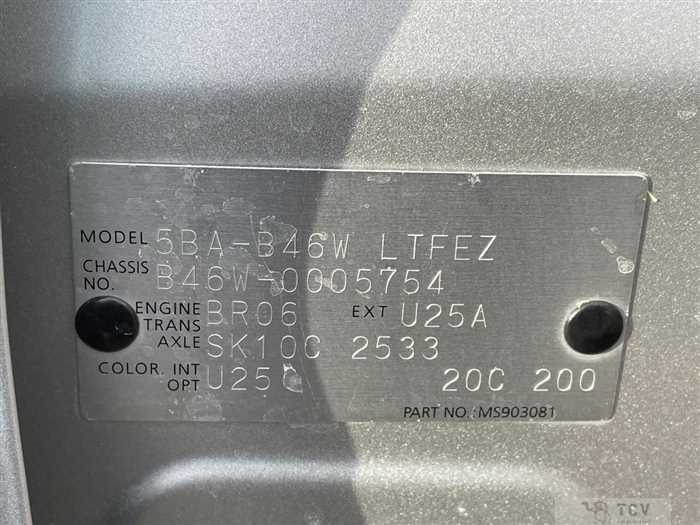 MODEL 5BA-B46W LTFEZ
CHASSIS NO. B46W-0005754
ENGINE BR06 EXT U25A
TRANS AXLE SK10C 2533
COLOR. INT OPT U25C 20C 200
PART NO.:MS903081
TCV